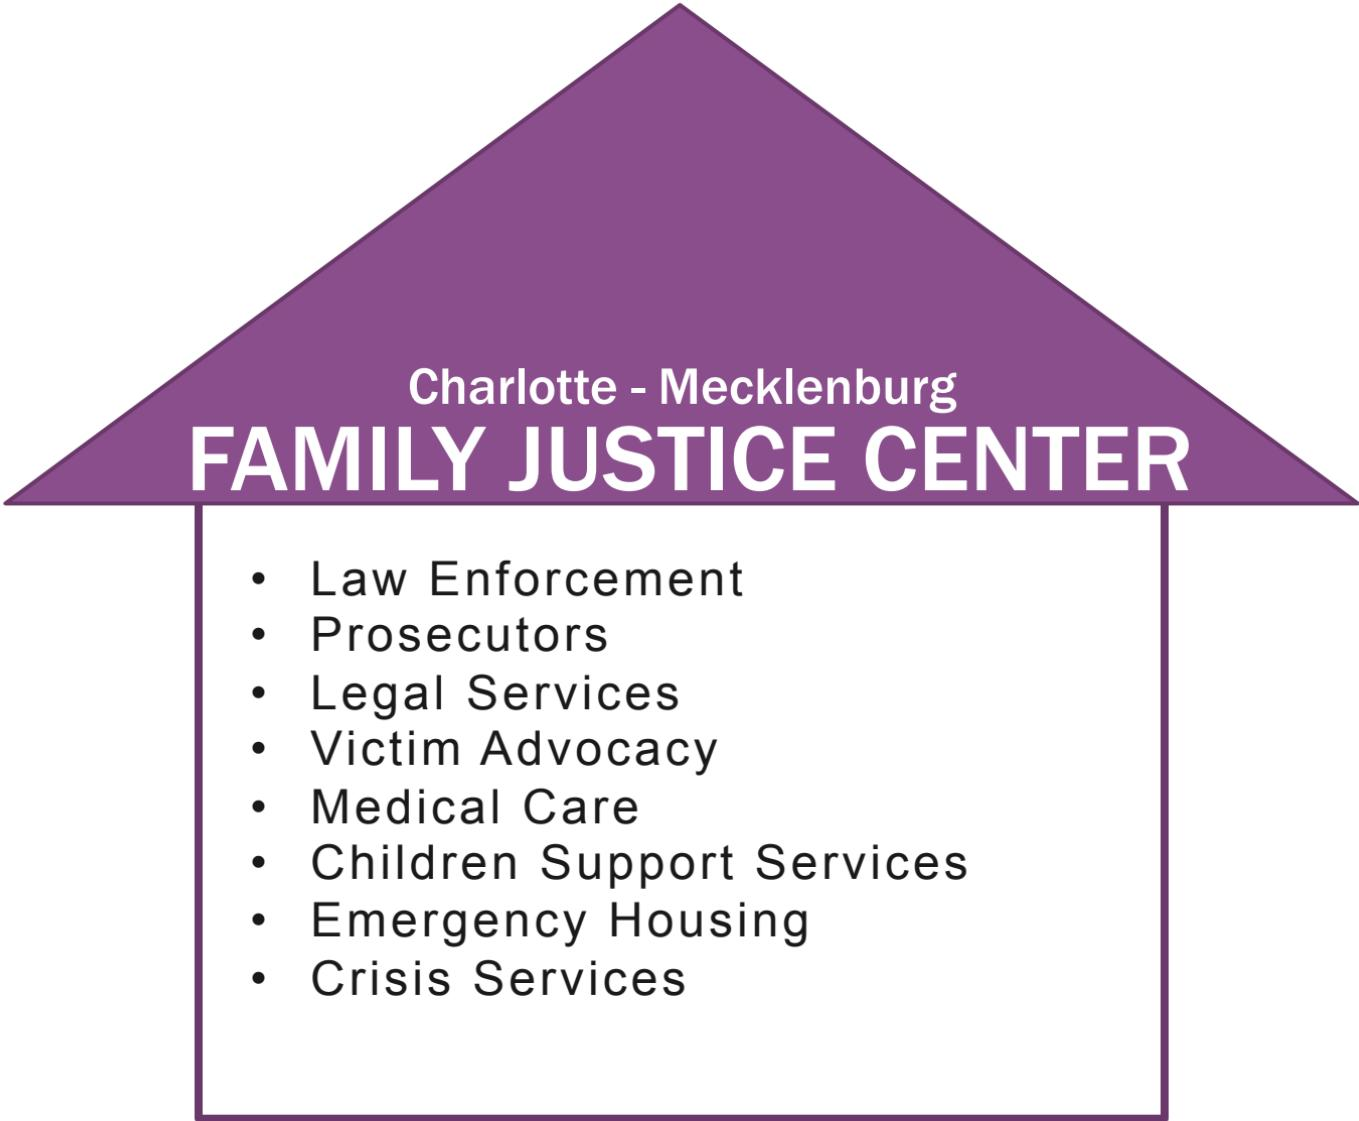 Charlotte - Mecklenburg
FAMILY JUSTICE CENTER
• Law Enforcement
• Prosecutors
• Legal Services
• Victim Advocacy
• Medical Care
• Children Support Services
• Emergency Housing
• Crisis Services